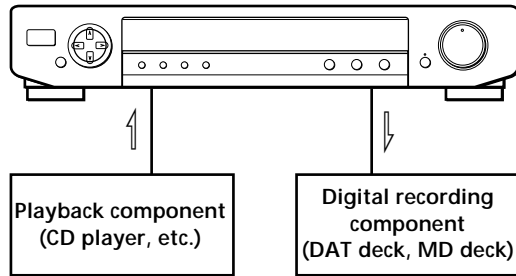 Playback component
(CD player, etc.)
Digital recording
component
(DAT deck, MD deck)